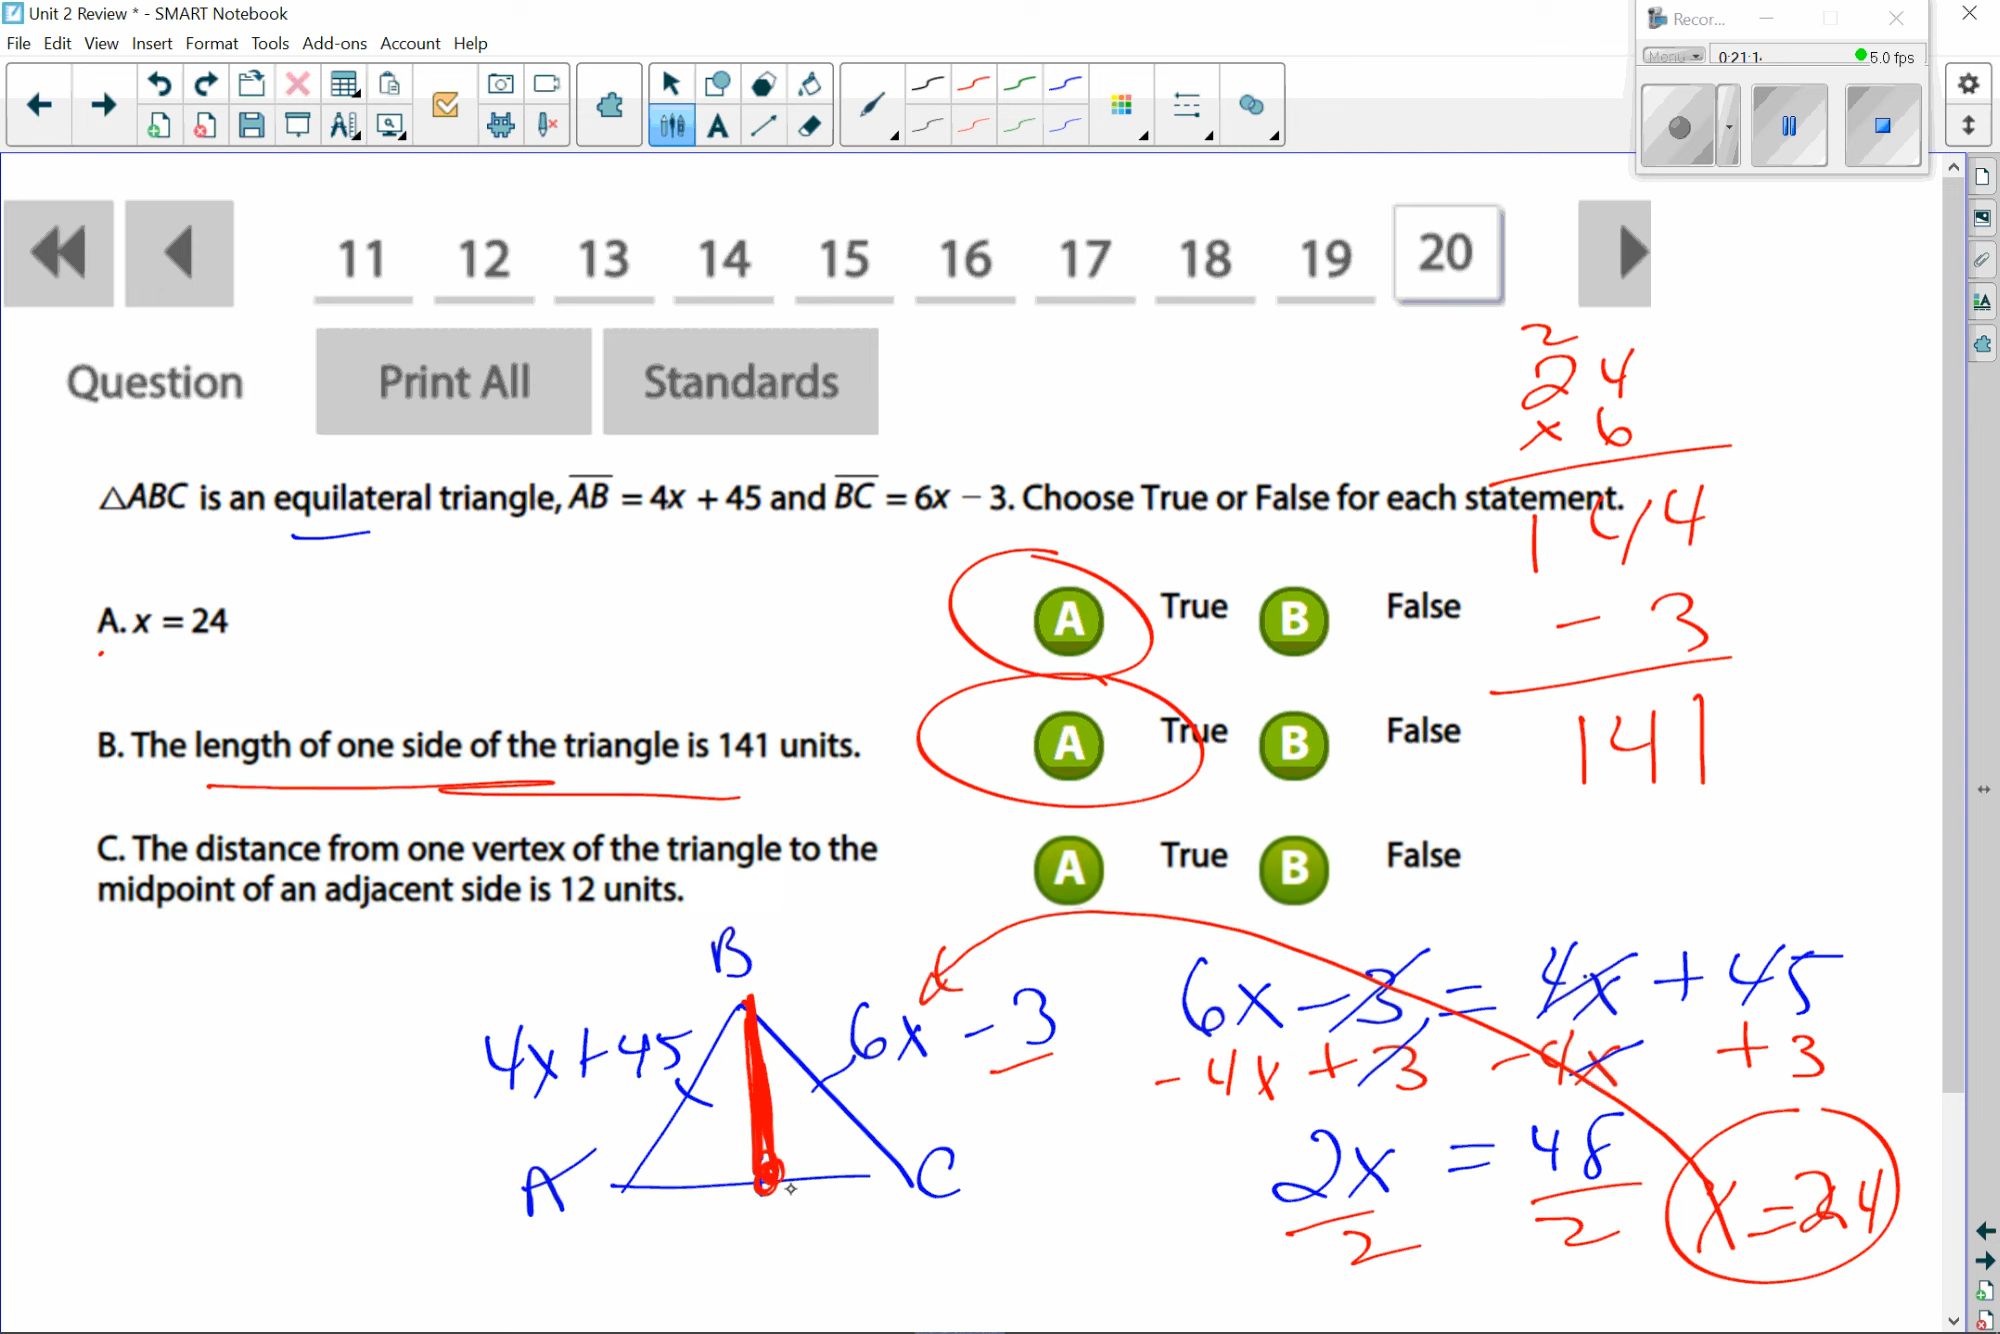 Unit 2 Review * - SMART Notebook
Recor...
File Edit View Insert Format Tools Add-ons Account Help
Menu 0:21:1 5.0 fps
11 12 13 14 15 16 17 18 19 20
Question Print All Standards
2
24
× 6
144
- 3
141
△ABC is an equilateral triangle, AB = 4x + 45 and BC = 6x − 3. Choose True or False for each statement.
A. x = 24
A True B False
B. The length of one side of the triangle is 141 units.
A True B False
C. The distance from one vertex of the triangle to the
midpoint of an adjacent side is 12 units.
A True B False
B
4x+45
6x - 3
A
C
6x - 3 = 4x + 45
-4x + 3 -4x + 3
2x = 48
2 2
x=24